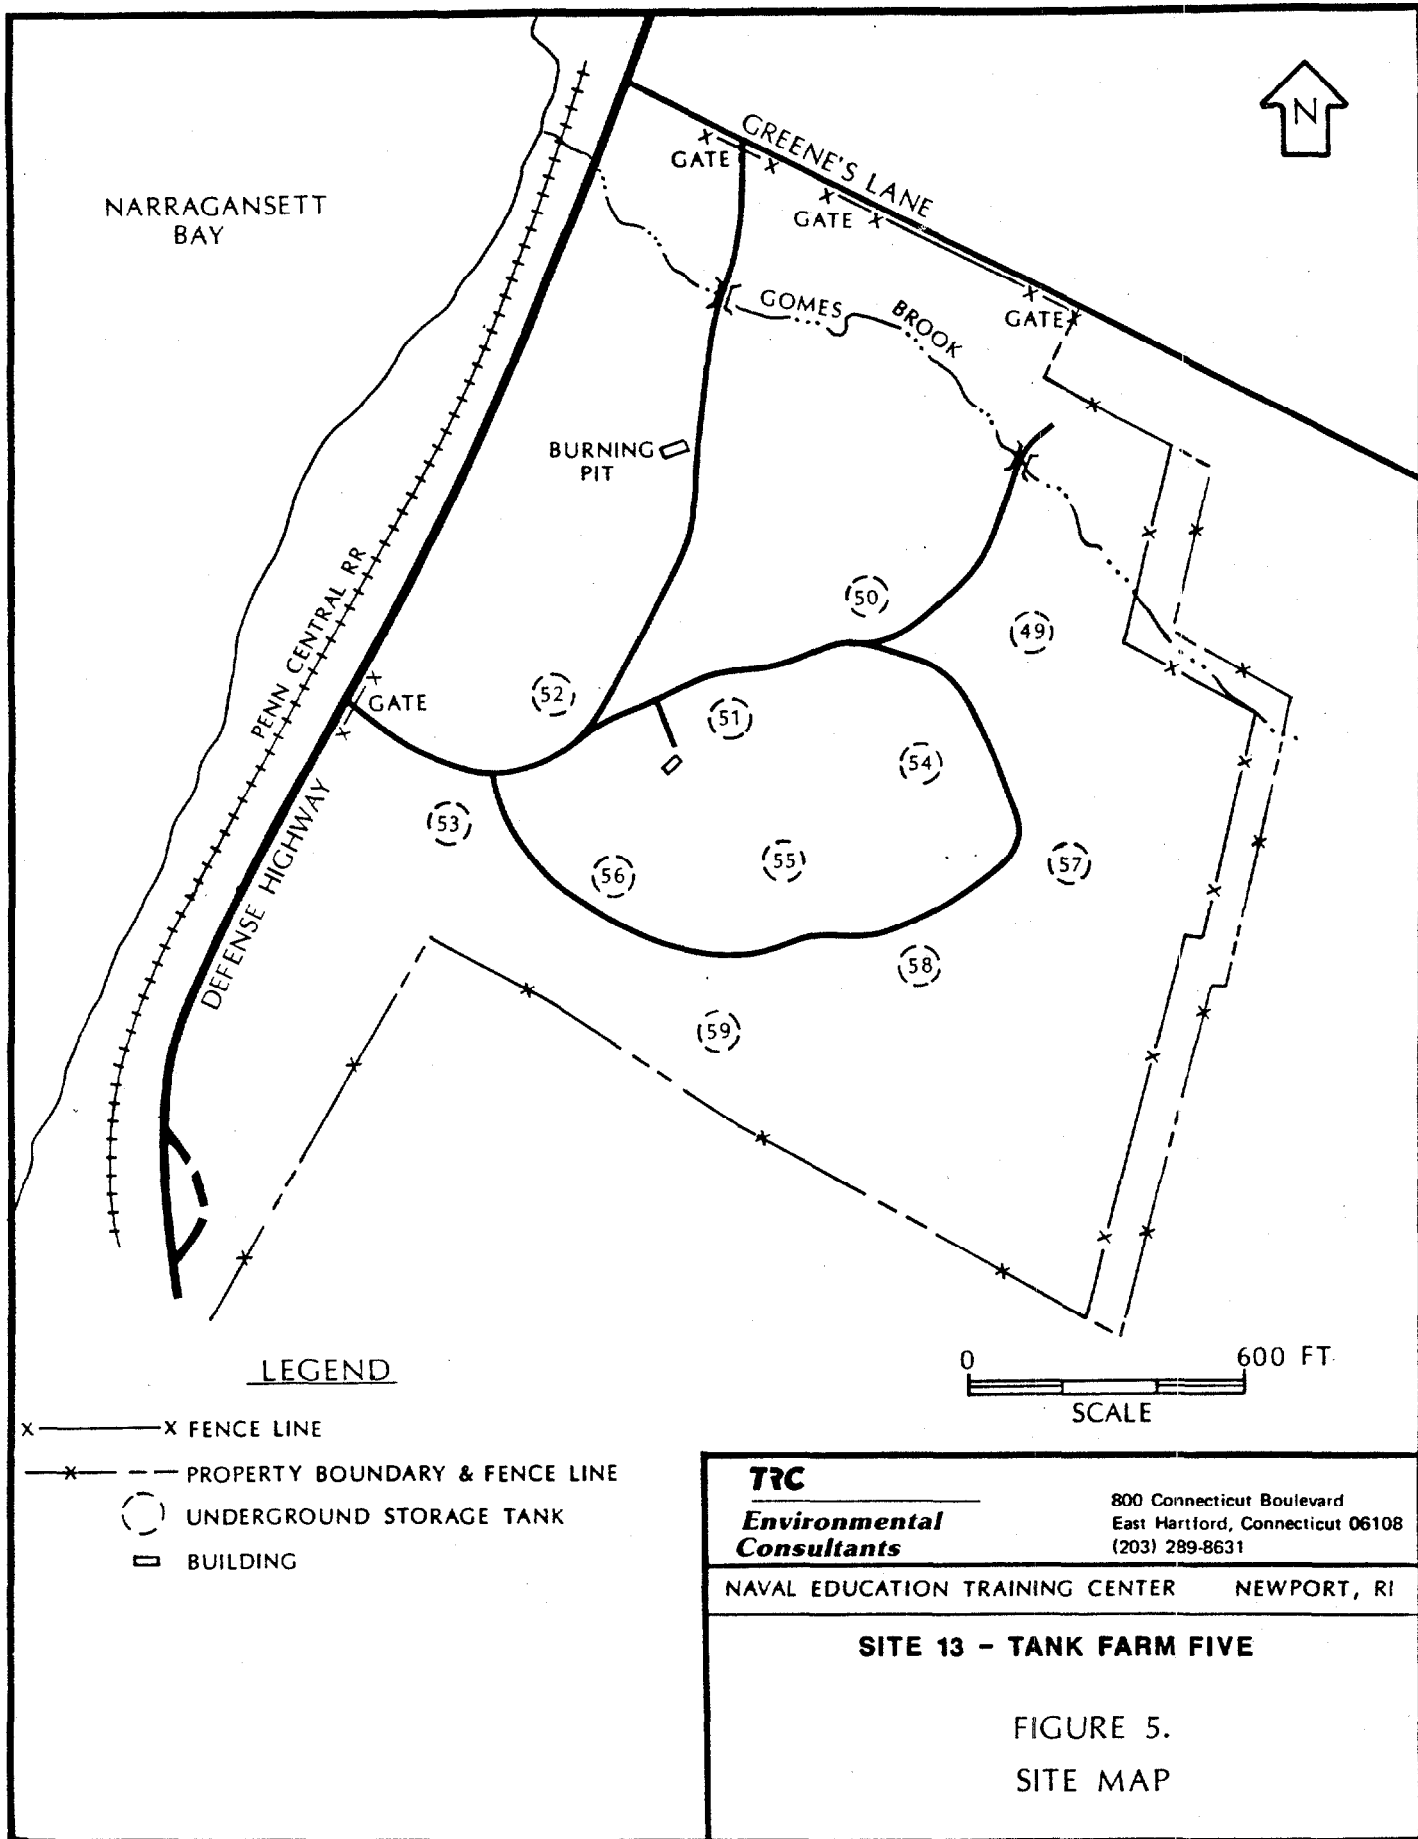 N
GREENE'S LANE
GATE
GATE
GATE
NARRAGANSETT
BAY
GOMES BROOK
BURNING
PIT
PENN CENTRAL RR
50
49
52
GATE
51
54
53
55
56
57
DEFENSE HIGHWAY
58
59
LEGEND
X X FENCE LINE
PROPERTY BOUNDARY & FENCE LINE
UNDERGROUND STORAGE TANK
BUILDING
0 600 FT.
SCALE
TRC
Environmental
Consultants
800 Connecticut Boulevard
East Hartford, Connecticut 06108
(203) 289-8631
NAVAL EDUCATION TRAINING CENTER NEWPORT, RI
SITE 13 - TANK FARM FIVE
FIGURE 5.
SITE MAP